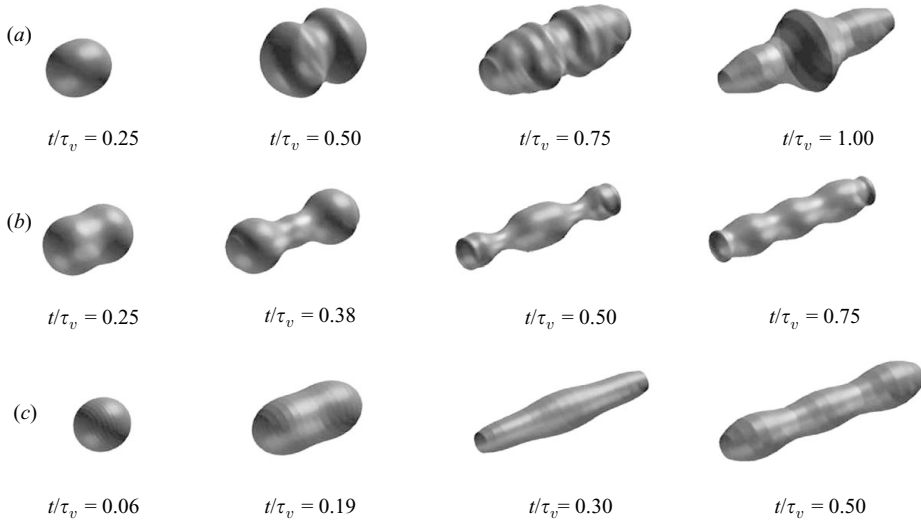 (a)
t/τv = 0.25 t/τv = 0.50 t/τv = 0.75 t/τv = 1.00
(b)
t/τv = 0.25 t/τv = 0.38 t/τv = 0.50 t/τv = 0.75
(c)
t/τv = 0.06 t/τv = 0.19 t/τv= 0.30 t/τv = 0.50